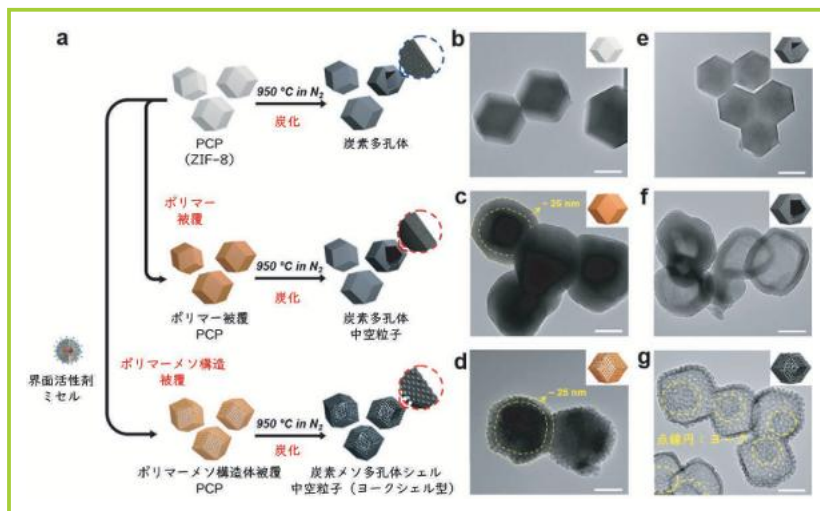 a
950 °C in N2
炭化
PCP
(ZIF-8)
炭素多孔体
ポリマー
被覆
950 °C in N2
炭化
ポリマー被覆
PCP
炭素多孔体
中空粒子
界面活性剤
ミセル
ポリマーメソ構造
被覆
950 °C in N2
炭化
ポリマーメソ構造体被覆
PCP
炭素メソ多孔体シェル
中空粒子（ヨークシェル型）
b
e
c
~ 25 nm
f
d
~ 25 nm
g
点線円：ヨーク